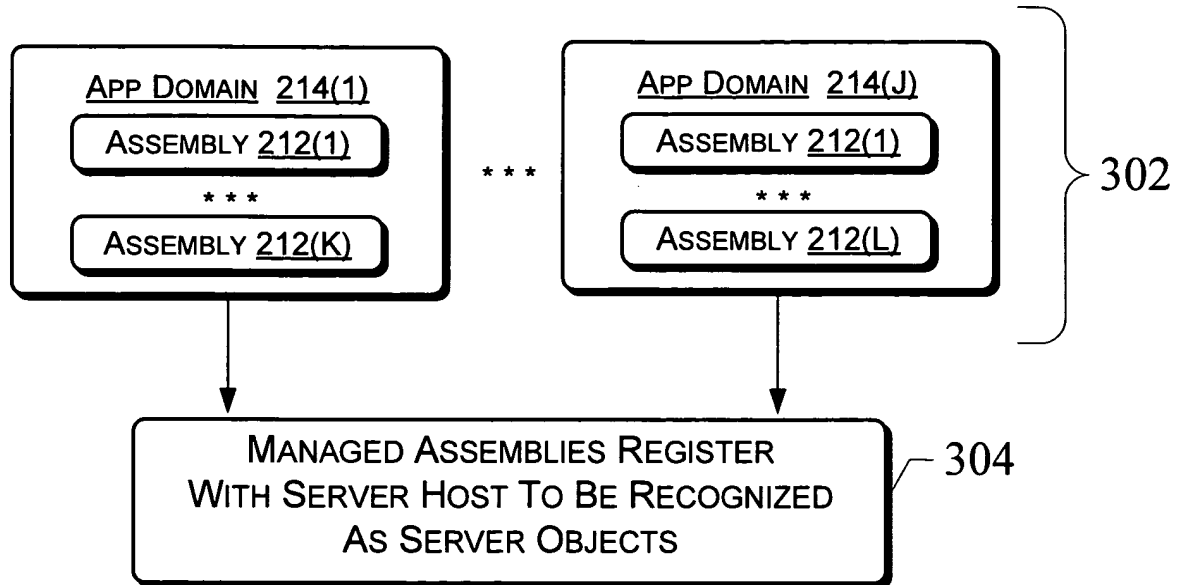 APP DOMAIN 214(1)
ASSEMBLY 212(1)
* * *
ASSEMBLY 212(K)
* * *
APP DOMAIN 214(J)
ASSEMBLY 212(1)
* * *
ASSEMBLY 212(L)
302
MANAGED ASSEMBLIES REGISTER
WITH SERVER HOST TO BE RECOGNIZED
AS SERVER OBJECTS
304